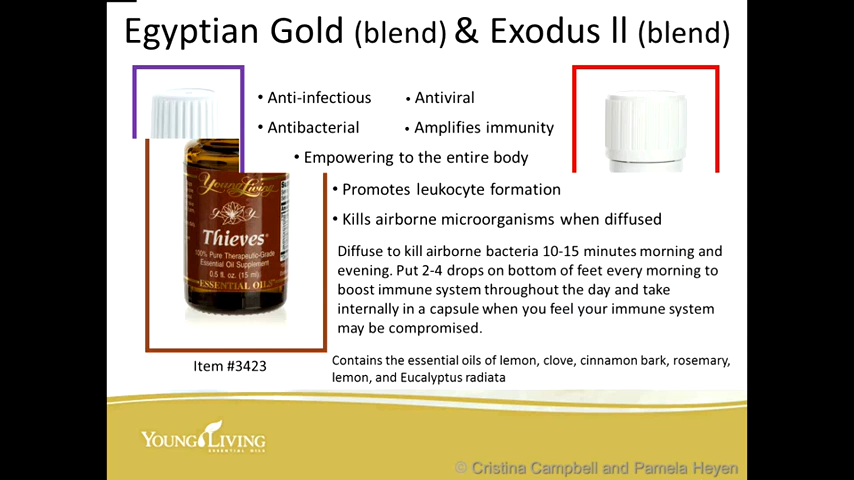 Egyptian Gold (blend) & Exodus ll (blend)
• Anti-infectious • Antiviral
• Antibacterial • Amplifies immunity
• Empowering to the entire body
• Promotes leukocyte formation
• Kills airborne microorganisms when diffused
Young Living
Thieves
100% Pure Therapeutic-Grade
Essential Oil Supplement
0.5 fl. oz. (15 ml)
ESSENTIAL OILS
Diffuse to kill airborne bacteria 10-15 minutes morning and
evening. Put 2-4 drops on bottom of feet every morning to
boost immune system throughout the day and take
internally in a capsule when you feel your immune system
may be compromised.
Item #3423
Contains the essential oils of lemon, clove, cinnamon bark, rosemary,
lemon, and Eucalyptus radiata
YOUNG LIVING
ESSENTIAL OILS
© Cristina Campbell and Pamela Heyen